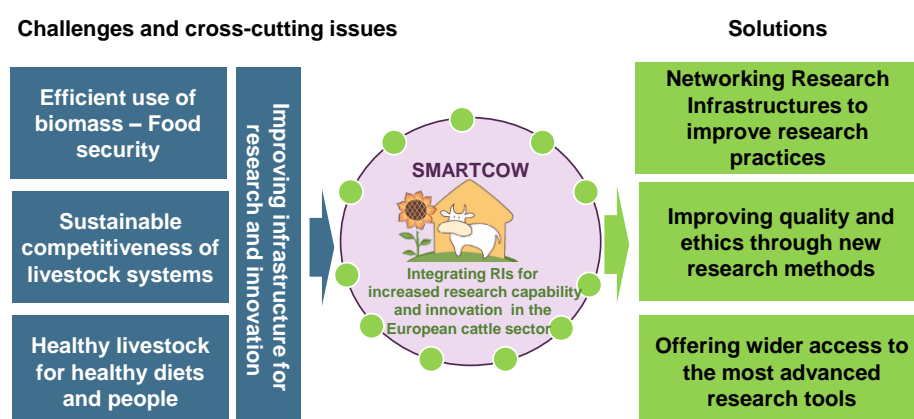 Challenges and cross-cutting issues
Efficient use of
biomass – Food
security
Sustainable
competitiveness of
livestock systems
Healthy livestock
for healthy diets
and people
Improving infrastructure for
research and innovation
SMARTCOW
Integrating RIs for
increased research capability
and innovation in the
European cattle sector
Solutions
Networking Research
Infrastructures to
improve research
practices
Improving quality and
ethics through new
research methods
Offering wider access to
the most advanced
research tools